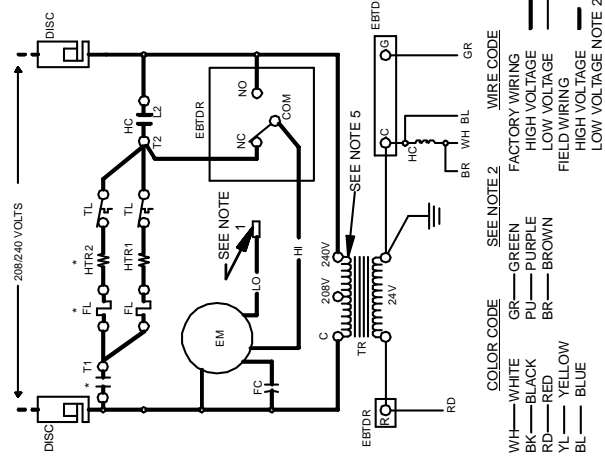 208/240 VOLTS
DISC
DISC
HC
T2
L2
TL
HTR2
*
FL
*
T1
*
TL
HTR1
FL
EBTDR
NC
NO
COM
SEE NOTE
1
LO
HI
EM
FC
SEE NOTE 5
C
208V
240V
TR
24V
EBTDR
R
RD
EBTD
C
G
HC
BR
WH
BL
GR
COLOR CODE
SEE NOTE 2
WH WHITE
BK BLACK
RD RED
YL YELLOW
BL BLUE
GR GREEN
PU PURPLE
BR BROWN
WIRE CODE
FACTORY WIRING
HIGH VOLTAGE
LOW VOLTAGE
FIELD WIRING
HIGH VOLTAGE
LOW VOLTAGE NOTE 2